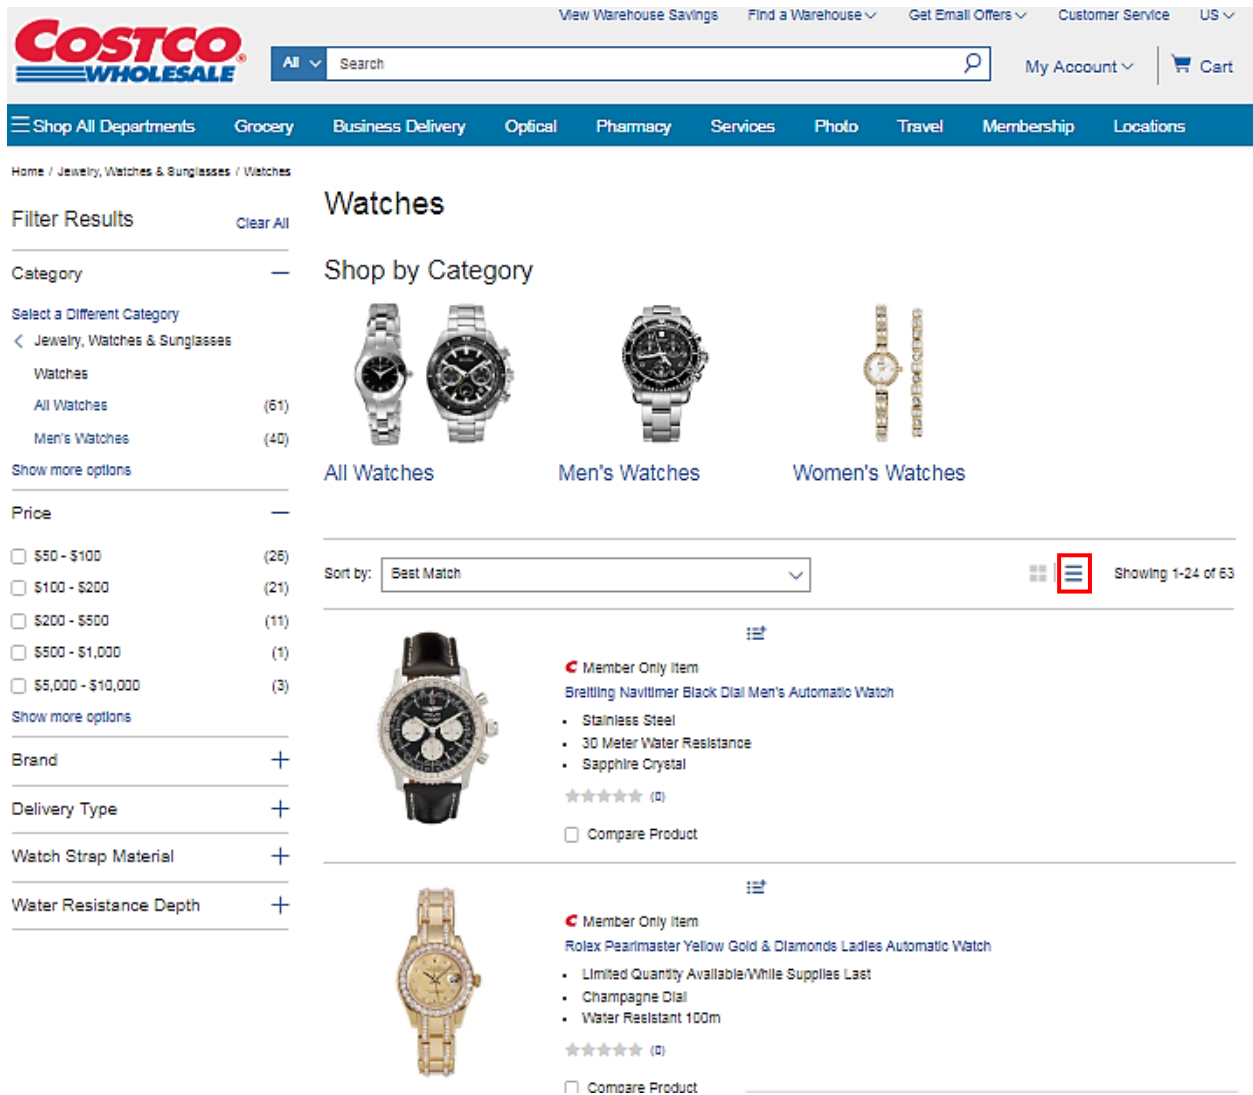 View Warehouse Savings Find a Warehouse Get Email Offers Customer Service US
COSTCO
WHOLESALE
All Search My Account Cart
Shop All Departments Grocery Business Delivery Optical Pharmacy Services Photo Travel Membership Locations
Home / Jewelry, Watches & Sunglasses / Watches
Filter Results Clear All
Category
Select a Different Category
Jewelry, Watches & Sunglasses
Watches
All Watches (61)
Men's Watches (40)
Show more options
Price
$50 - $100 (26)
$100 - $200 (21)
$200 - $500 (11)
$500 - $1,000 (1)
$5,000 - $10,000 (3)
Show more options
Brand
Delivery Type
Watch Strap Material
Water Resistance Depth
Watches
Shop by Category
All Watches Men's Watches Women's Watches
Sort by: Best Match Showing 1-24 of 63
Member Only Item
Breitling Navitimer Black Dial Men's Automatic Watch
• Stainless Steel
• 30 Meter Water Resistance
• Sapphire Crystal
(0)
Compare Product
Member Only Item
Rolex Pearlmaster Yellow Gold & Diamonds Ladies Automatic Watch
• Limited Quantity Available/While Supplies Last
• Champagne Dial
• Water Resistant 100m
(0)
Compare Product